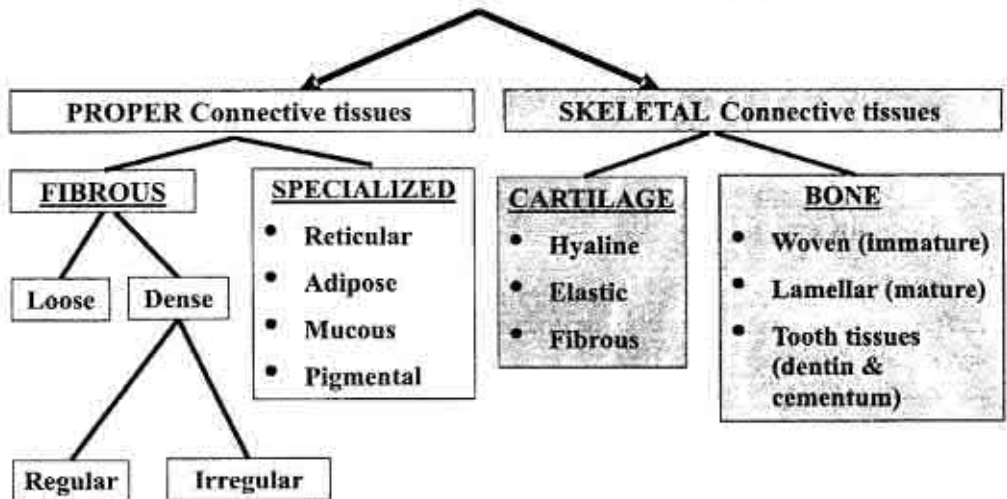 PROPER Connective tissues
SKELETAL Connective tissues
FIBROUS
Loose
Dense
Regular
Irregular
SPECIALIZED
• Reticular
• Adipose
• Mucous
• Pigmental
CARTILAGE
• Hyaline
• Elastic
• Fibrous
BONE
• Woven (immature)
• Lamellar (mature)
• Tooth tissues
(dentin &
cementum)